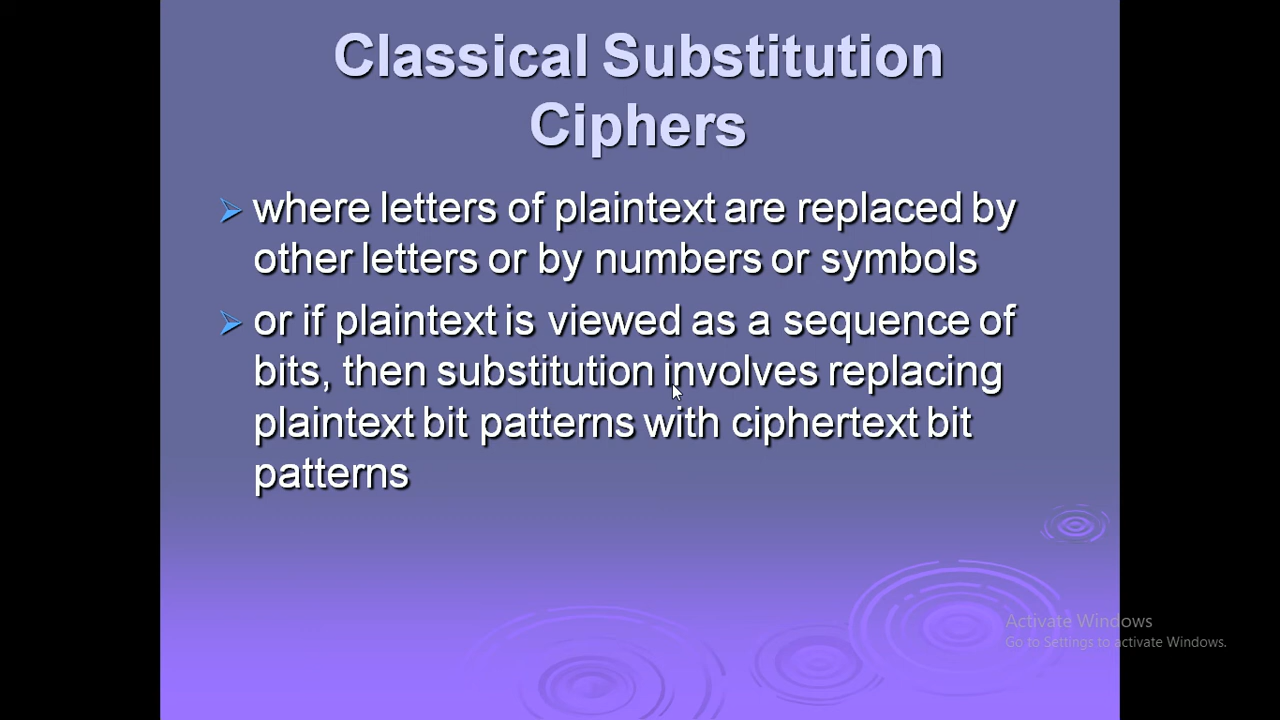 Classical Substitution
Ciphers
where letters of plaintext are replaced by
other letters or by numbers or symbols
or if plaintext is viewed as a sequence of
bits, then substitution involves replacing
plaintext bit patterns with ciphertext bit
patterns
Activate Windows
Go to Settings to activate Windows.